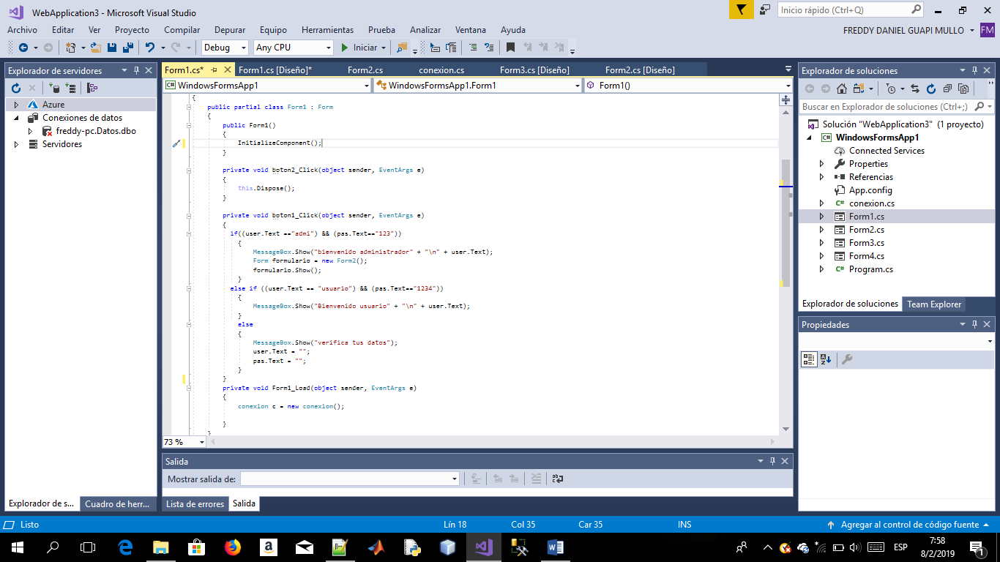 WebApplication3 - Microsoft Visual Studio
Inicio rápido (Ctrl+Q)
Archivo Editar Ver Proyecto Compilar Depurar Equipo Herramientas Prueba Analizar Ventana Ayuda
FREDDY DANIEL GUAPI MULLO FM
Debug Any CPU Iniciar
Explorador de servidores
Azure
Conexiones de datos
freddy-pc.Datos.dbo
Servidores
Explorador de s... Cuadro de herr...
Form1.cs* Form1.cs [Diseño]* Form2.cs conexion.cs Form3.cs [Diseño] Form2.cs [Diseño]
WindowsFormsApp1 WindowsFormsApp1.Form1 Form1()
{
public partial class Form1 : Form
{
public Form1()
{
InitializeComponent();
}
private void boton2_Click(object sender, EventArgs e)
{
this.Dispose();
}
private void boton1_Click(object sender, EventArgs e)
{
if((user.Text =="admi") && (pas.Text=="123"))
{
MessageBox.Show("bienvenido administrador" + "\n" + user.Text);
Form formulario = new Form2();
formulario.Show();
}
else if ((user.Text == "usuario") && (pas.Text=="1234"))
{
MessageBox.Show("Bienvenido usuario" + "\n" + user.Text);
}
else
{
MessageBox.Show("verifica tus datos");
user.Text = "";
pas.Text = "";
}
}
private void Form1_Load(object sender, EventArgs e)
{
conexion c = new conexion();
}
}
73 %
Salida
Mostrar salida de:
Lista de errores Salida
Explorador de soluciones
Buscar en Explorador de soluciones (Ctrl+;)
Solución "WebApplication3" (1 proyecto)
WindowsFormsApp1
Connected Services
Properties
Referencias
App.config
conexion.cs
Form1.cs
Form2.cs
Form3.cs
Form4.cs
Program.cs
Explorador de soluciones Team Explorer
Propiedades
Listo Lín 18 Col 35 Car 35 INS Agregar al control de código fuente
ESP
7:58
8/2/2019